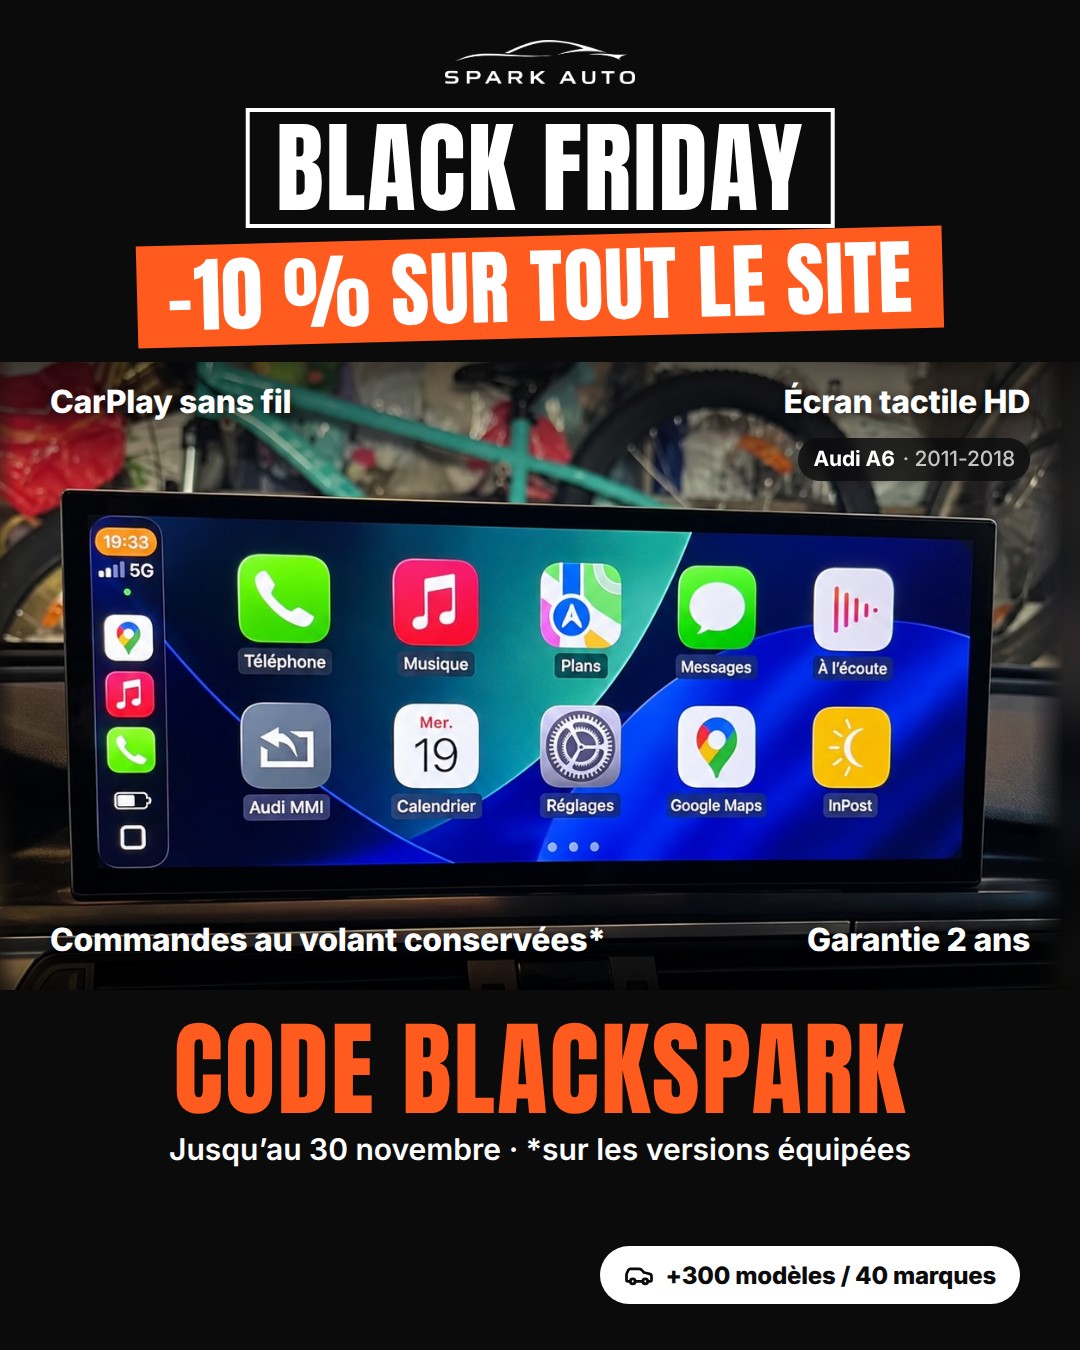 SPARK AUTO
BLACK FRIDAY
-10 % SUR TOUT LE SITE
CarPlay sans fil
Écran tactile HD
Audi A6 · 2011-2018
19:33
5G
Téléphone
Musique
Plans
Messages
À l'écoute
Mer.
19
Audi MMI
Calendrier
Réglages
Google Maps
InPost
Commandes au volant conservées*
Garantie 2 ans
CODE BLACKSPARK
Jusqu’au 30 novembre · *sur les versions équipées
+300 modèles / 40 marques